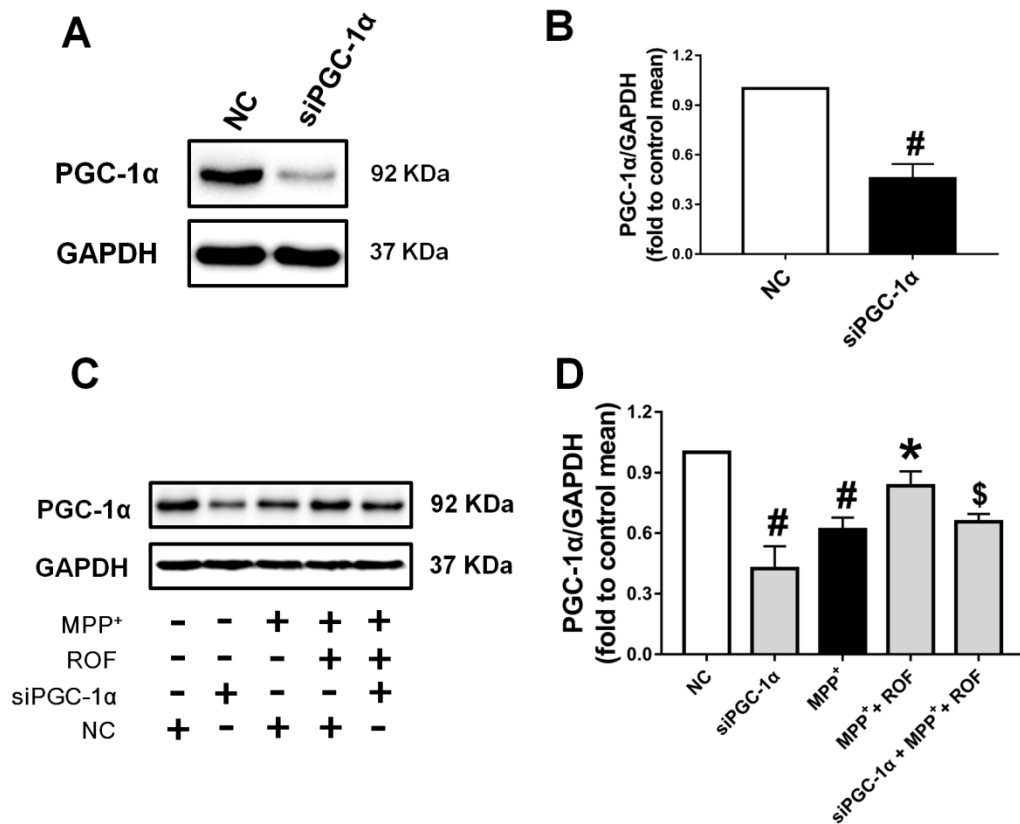 A
NC
siPGC-1α
PGC-1α
92 KDa
GAPDH
37 KDa
B
PGC-1α/GAPDH
(fold to control mean)
1.2
0.9
0.6
0.3
0.0
#
NC
siPGC-1α
C
PGC-1α
92 KDa
GAPDH
37 KDa
MPP⁺ - - + + +
ROF - - - + +
siPGC-1α - + - - +
NC + - + + -
D
PGC-1α/GAPDH
(fold to control mean)
1.2
0.9
0.6
0.3
0.0
# # * $
NC
siPGC-1α
MPP⁺
MPP⁺+ ROF
siPGC-1α + MPP⁺+ ROF